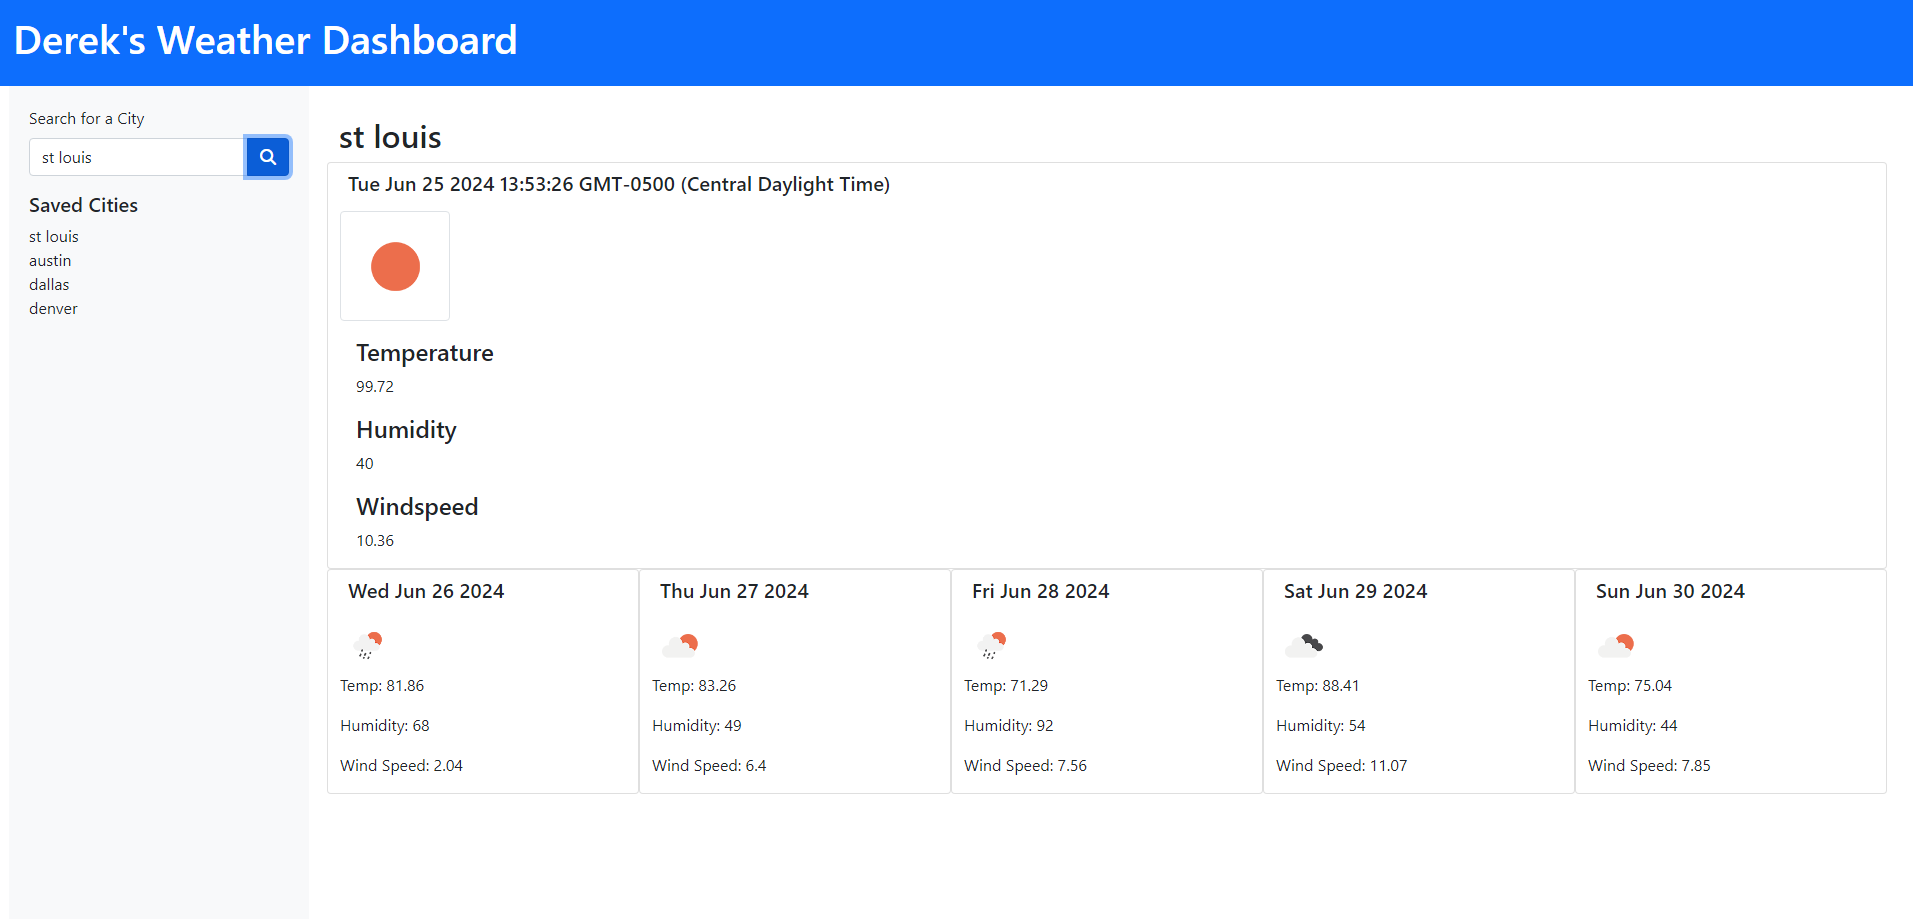 Derek's Weather Dashboard
Search for a City
st louis
Saved Cities
st louis
austin
dallas
denver
st louis
Tue Jun 25 2024 13:53:26 GMT-0500 (Central Daylight Time)
Temperature
99.72
Humidity
40
Windspeed
10.36
Wed Jun 26 2024
Temp: 81.86
Humidity: 68
Wind Speed: 2.04
Thu Jun 27 2024
Temp: 83.26
Humidity: 49
Wind Speed: 6.4
Fri Jun 28 2024
Temp: 71.29
Humidity: 92
Wind Speed: 7.56
Sat Jun 29 2024
Temp: 88.41
Humidity: 54
Wind Speed: 11.07
Sun Jun 30 2024
Temp: 75.04
Humidity: 44
Wind Speed: 7.85